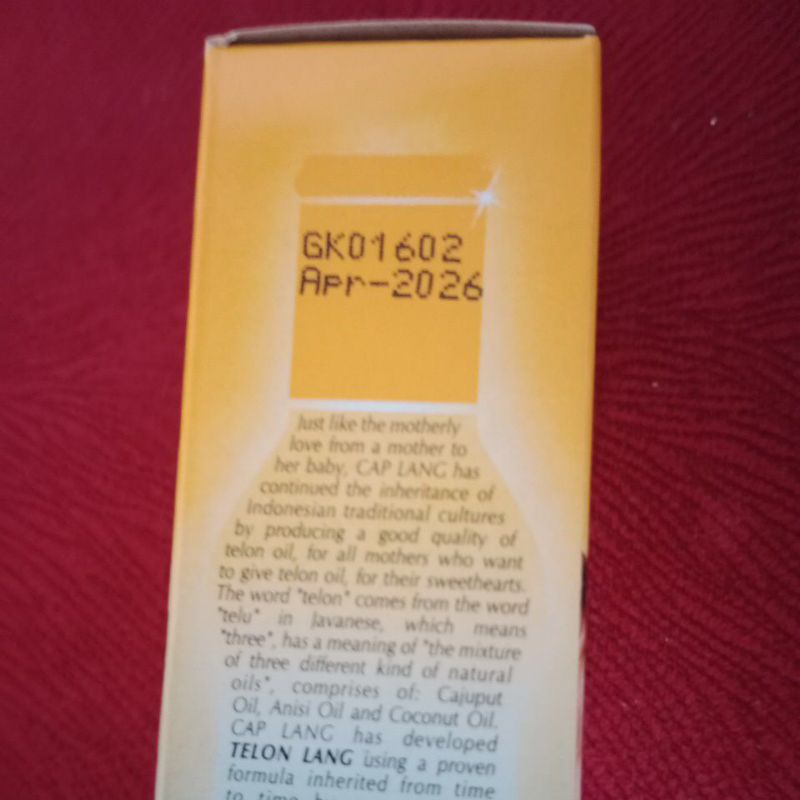 GK01602
Apr-2026
Just like the motherly
love from a mother to
her baby, CAP LANG has
continued the inheritance of
Indonesian traditional cultures
by producing a good quality of
telon oil, for all mothers who want
to give telon oil, for their sweethearts.
The word "telon" comes from the word
"telu" in Javanese, which means
"three", has a meaning of "the mixture
of three different kind of natural
oils", comprises of: Cajuput
Oil, Anisi Oil and Coconut Oil.
CAP LANG has developed
TELON LANG using a proven
formula inherited from time
to time